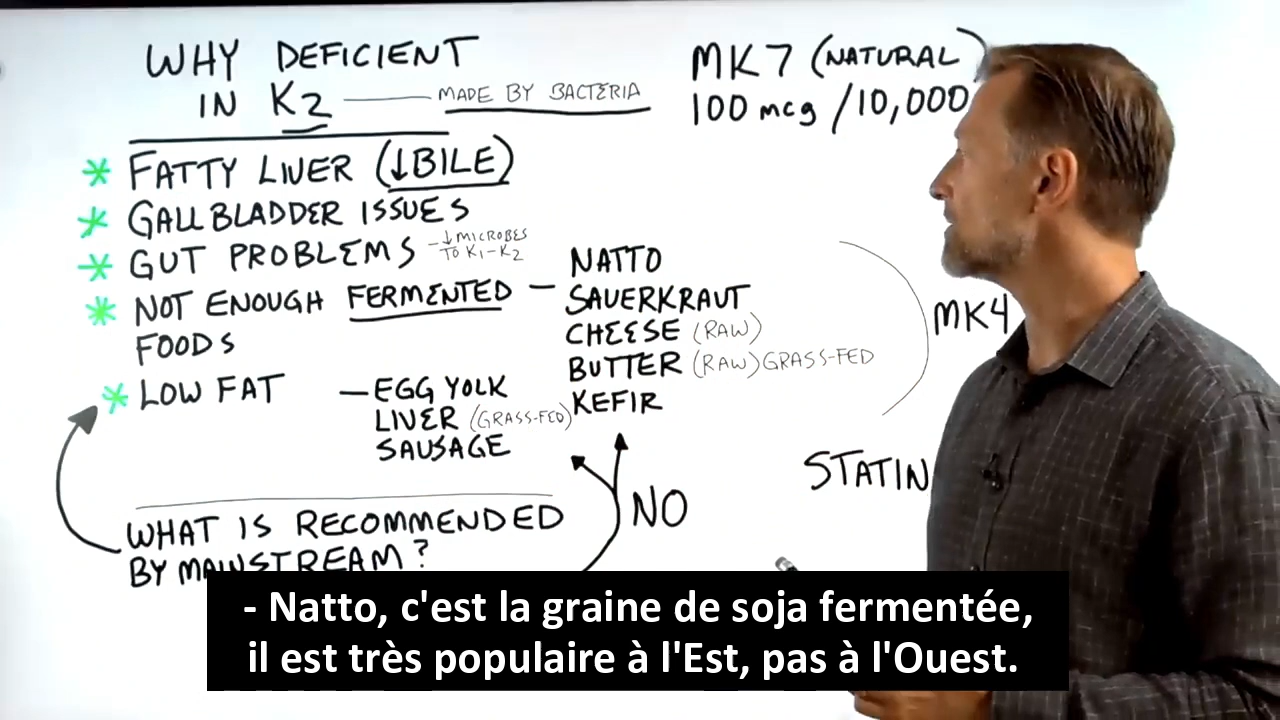 WHY DEFICIENT
IN K2 — MADE BY BACTERIA
* FATTY LIVER (↓BILE)
* GALLBLADDER ISSUES
* GUT PROBLEMS - ↓MICROBES
TO K1-K2
* NOT ENOUGH FERMENTED —
FOODS
* LOW FAT
— EGG YOLK
LIVER (GRASS-FED)
SAUSAGE
NATTO
SAUERKRAUT
CHEESE (RAW)
BUTTER (RAW) GRASS-FED
KEFIR
MK7 (NATURAL)
100 mcg /10,000
MK4
STATIN
NO
WHAT IS RECOMMENDED
BY MAINSTREAM?
- Natto, c'est la graine de soja fermentée,
il est très populaire à l'Est, pas à l'Ouest.